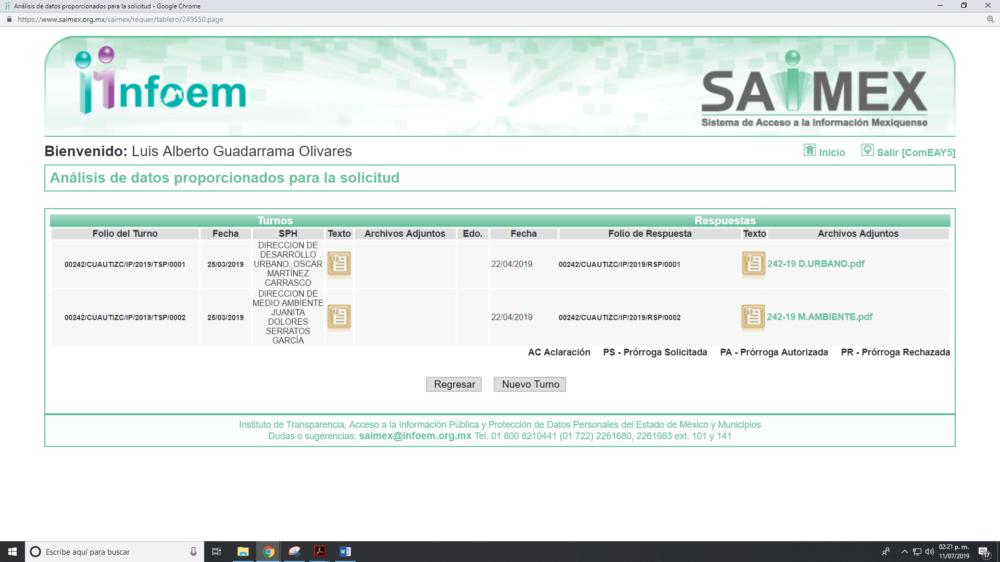 Análisis de datos proporcionados para la solicitud - Google Chrome
https://www.saimex.org.mx/saimex/requer/tablero/249550.page
infoem
SAIMEX
Sistema de Acceso a la Información Mexiquense
Bienvenido: Luis Alberto Guadarrama Olivares
Inicio
Salir [ComEAY5]
Análisis de datos proporcionados para la solicitud
Turnos
Respuestas
Folio del Turno
Fecha
SPH
Texto
Archivos Adjuntos
Edo.
Fecha
Folio de Respuesta
Texto
Archivos Adjuntos
00242/CUAUTIZC/IP/2019/TSP/0001
25/03/2019
DIRECCION DE
DESARROLLO
URBANO. OSCAR
MARTÍNEZ
CARRASCO
22/04/2019
00242/CUAUTIZC/IP/2019/RSP/0001
242-19 D.URBANO.pdf
00242/CUAUTIZC/IP/2019/TSP/0002
25/03/2019
DIRECCION DE
MEDIO AMBIENTE
JUANITA
DOLORES
SERRATOS
GARCÍA
22/04/2019
00242/CUAUTIZC/IP/2019/RSP/0002
242-19 M.AMBIENTE.pdf
AC Aclaración PS - Prórroga Solicitada PA - Prórroga Autorizada PR - Prórroga Rechazada
Regresar
Nuevo Turno
Instituto de Transparencia, Acceso a la Información Pública y Protección de Datos Personales del Estado de México y Municipios
Dudas o sugerencias: saimex@infoem.org.mx Tel. 01 800 8210441 (01 722) 2261680, 2261983 ext. 101 y 141
Escribe aquí para buscar
02:21 p. m.
11/07/2019
17